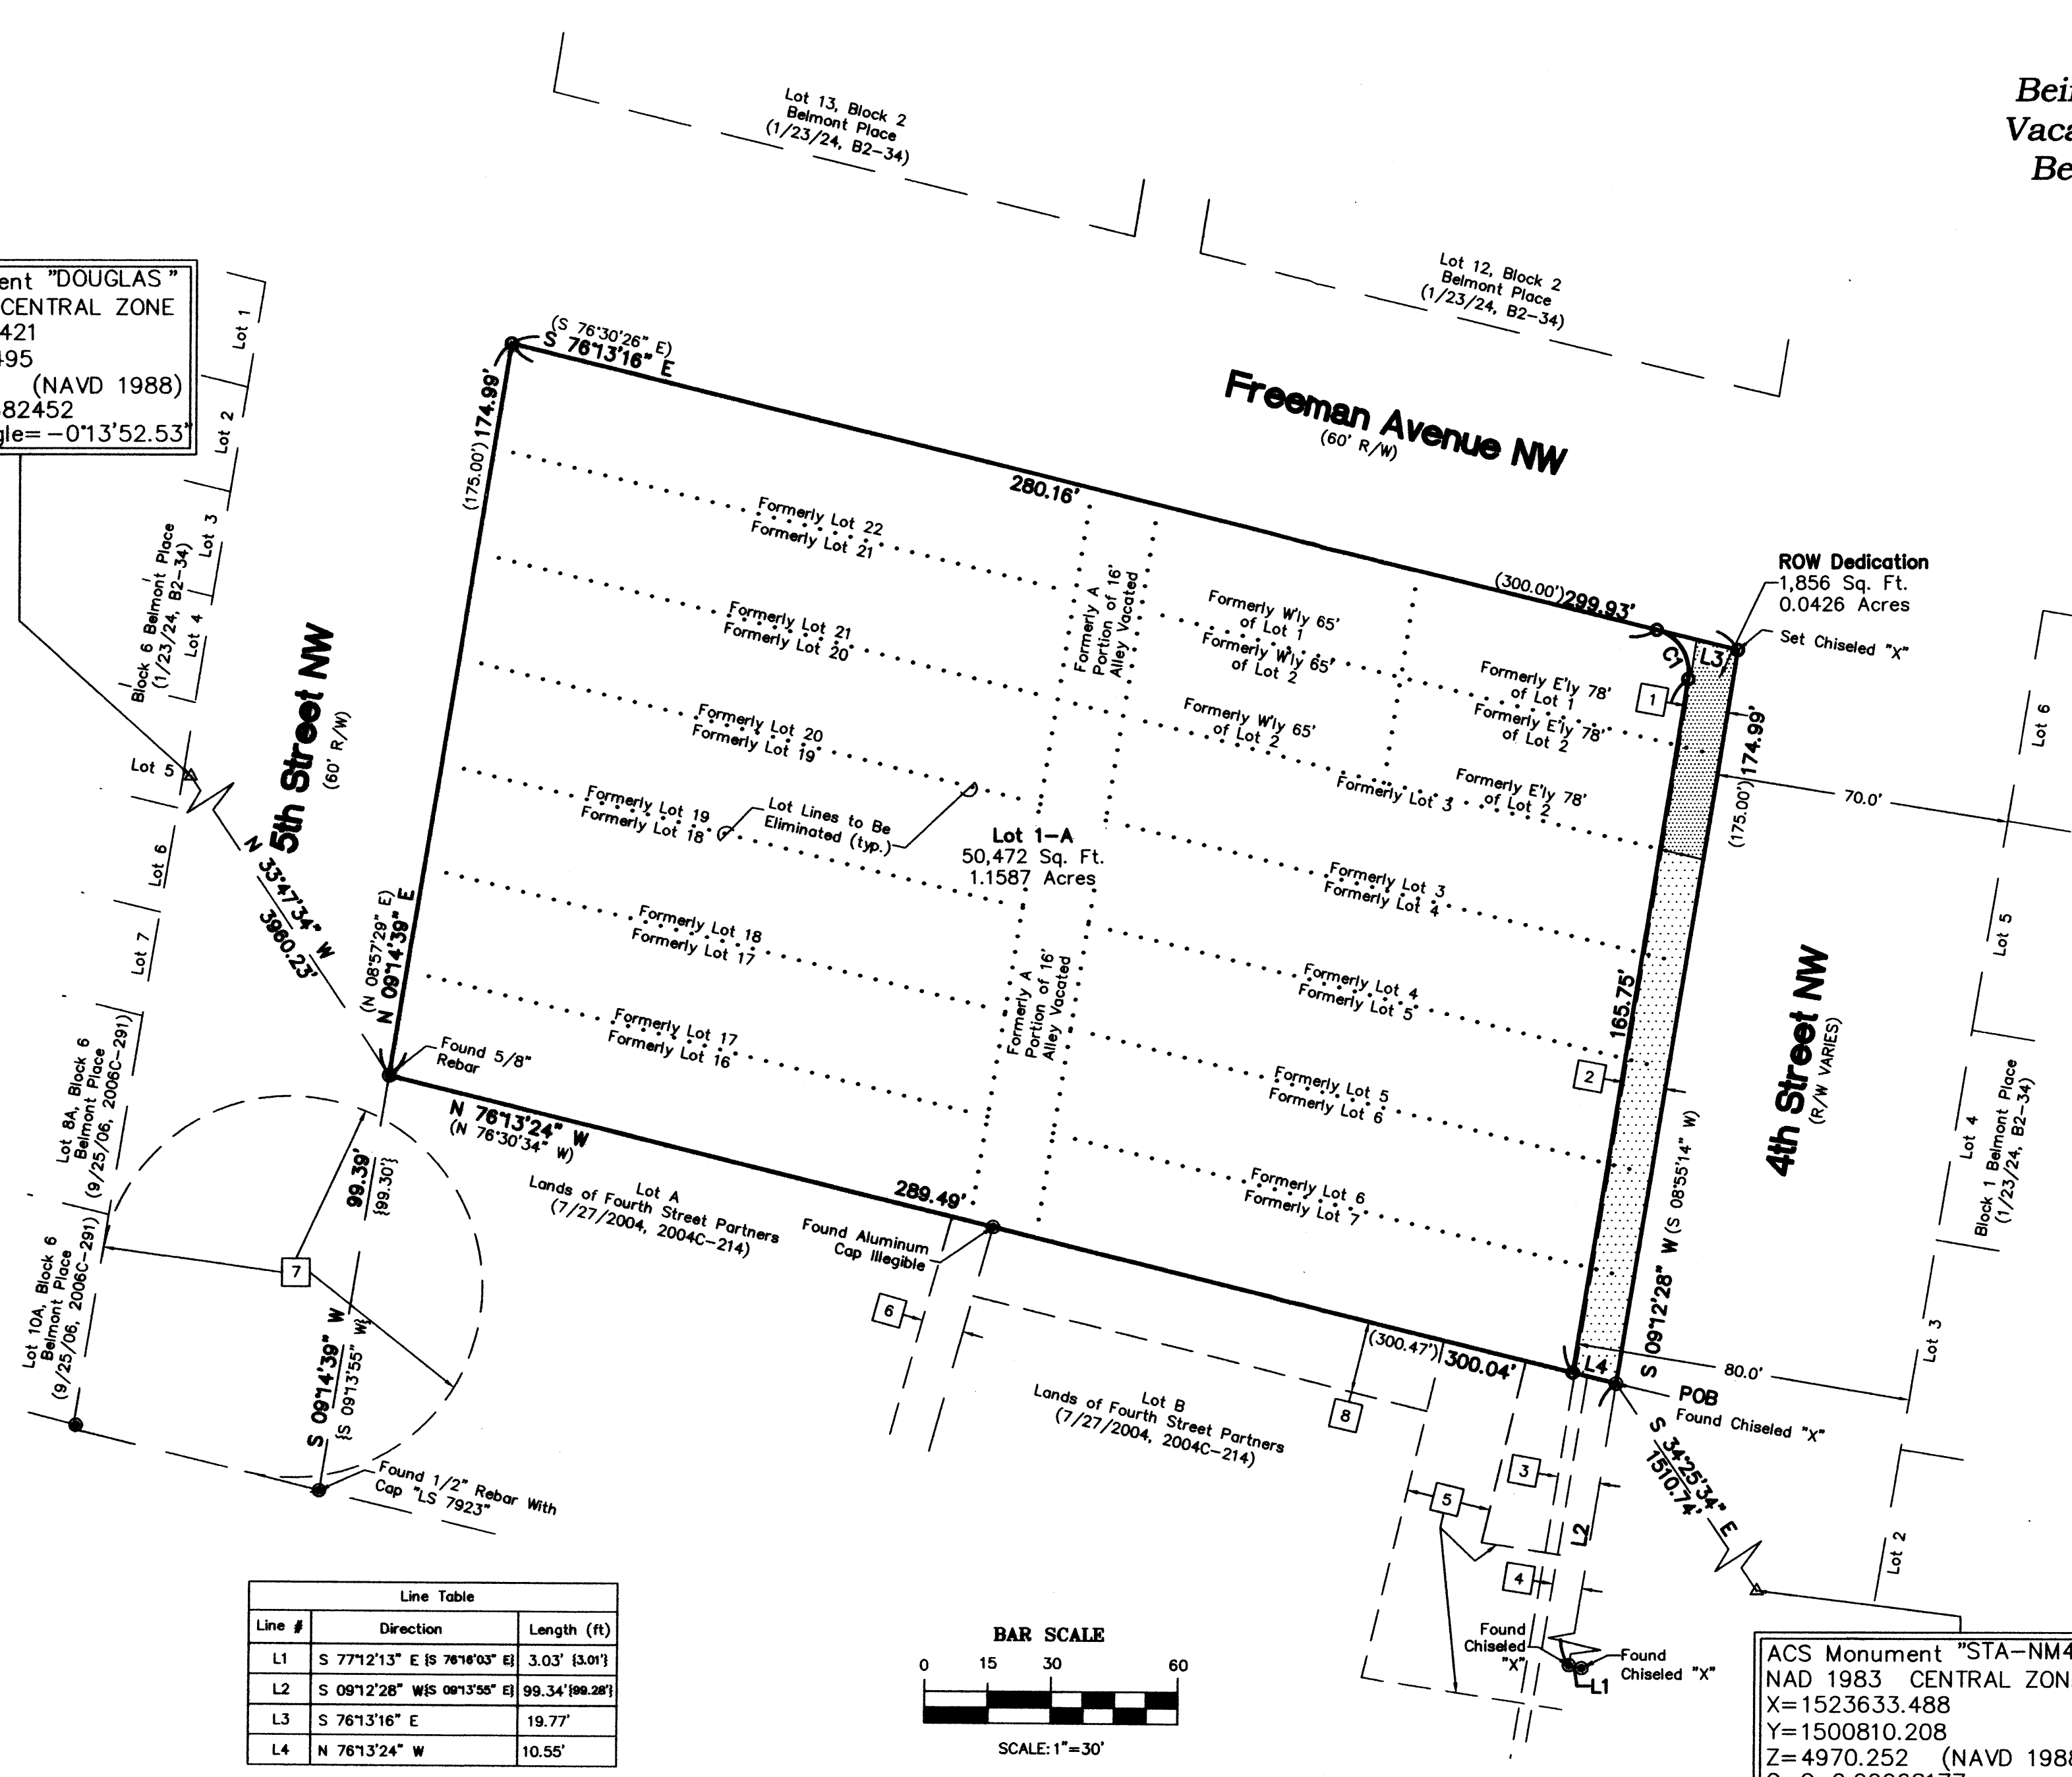 Bei
Vaca
Be
Lot 13, Block 2
Belmont Place
(1/23/24, B2-34)
Lot 12, Block 2
Belmont Place
(1/23/24, B2-34)
ent "DOUGLAS"
CENTRAL ZONE
421
495
(NAVD 1988)
82452
gle=-0°13'52.53"
Lot 1
Lot 2
Lot 3
Lot 4
Block 6 Belmont Place
(1/23/24, B2-34)
Lot 5
Lot 6
Lot 7
Lot 8A, Block 6
Belmont Place
(9/25/06, 2006C-291)
Lot 10A, Block 6
Belmont Place
(9/25/06, 2006C-291)
5th Street NW
(60' R/W)
N 33°47'34" W
3960.23'
(S 76°30'26" E)
S 76°13'16" E
(175.00') 174.99'
(N 08°57'29" E)
N 09°14'39" E
Freeman Avenue NW
(60' R/W)
280.16'
(300.00') 299.93'
ROW Dedication
1,856 Sq. Ft.
0.0426 Acres
Set Chiseled "X"
C1
L3
1
Formerly Lot 22
Formerly Lot 21
Formerly Lot 21
Formerly Lot 20
Formerly Lot 20
Formerly Lot 19
Formerly Lot 19
Formerly Lot 18
Formerly Lot 18
Formerly Lot 17
Formerly Lot 17
Formerly Lot 16
Lot Lines to Be
Eliminated (typ.)
Formerly A
Portion of 16'
Alley Vacated
Formerly A
Portion of 16'
Alley Vacated
Lot 1-A
50,472 Sq. Ft.
1.1587 Acres
Formerly W'ly 65'
of Lot 1
Formerly W'ly 65'
of Lot 2
Formerly W'ly 65'
of Lot 2
Formerly E'ly 78'
of Lot 1
Formerly E'ly 78'
of Lot 2
Formerly E'ly 78'
of Lot 2
Formerly Lot 3
Formerly Lot 3
Formerly Lot 4
Formerly Lot 4
Formerly Lot 5
Formerly Lot 5
Formerly Lot 6
Formerly Lot 6
Formerly Lot 7
165.75'
2
(175.00') 174.99'
S 09°12'28" W (S 08°55'14" W)
70.0'
80.0'
4th Street NW
(R/W VARIES)
Lot 6
Lot 5
Lot 4
Block 1 Belmont Place
(1/23/24, B2-34)
Lot 3
Lot 2
Found 5/8"
Rebar
N 76°13'24" W
(N 76°30'34" W)
289.49'
(300.47') 300.04'
L4
POB
Found Chiseled "X"
S 34°25'34" E
1510.74'
Lot A
Lands of Fourth Street Partners
(7/27/2004, 2004C-214)
Found Aluminum
Cap Illegible
Lot B
Lands of Fourth Street Partners
(7/27/2004, 2004C-214)
6
8
3
5
4
L2
7
99.39'
{99.30'}
S 09°14'39" W
{S 09°13'55" W}
Found 1/2" Rebar With
Cap "LS 7923"
Found
Chiseled
"X"
Found
Chiseled "X"
L1
Line Table
Line # Direction Length (ft)
L1 S 77°12'13" E {S 76°16'03" E} 3.03' {3.01'}
L2 S 09°12'28" W{S 09°13'55" E} 99.34'{99.28'}
L3 S 76°13'16" E 19.77'
L4 N 76°13'24" W 10.55'
BAR SCALE
0 15 30 60
SCALE: 1"=30'
ACS Monument "STA-NM4
NAD 1983 CENTRAL ZON
X=1523633.488
Y=1500810.208
Z=4970.252 (NAVD 1988